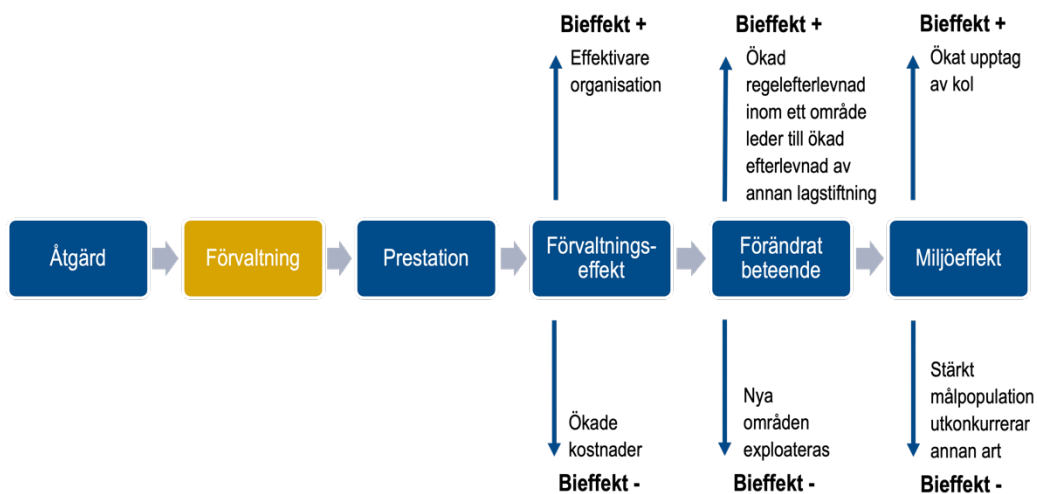 Bieffekt +
Effektivare
organisation
Bieffekt +
Ökad
regelefterlevnad
inom ett område
leder till ökad
efterlevnad av
annan lagstiftning
Bieffekt +
Ökat upptag
av kol
Åtgärd
Förvaltning
Prestation
Förvaltnings-
effekt
Förändrat
beteende
Miljöeffekt
Ökade
kostnader
Bieffekt -
Nya
områden
exploateras
Bieffekt -
Stärkt
målpopulation
utkonkurrerar
annan art
Bieffekt -